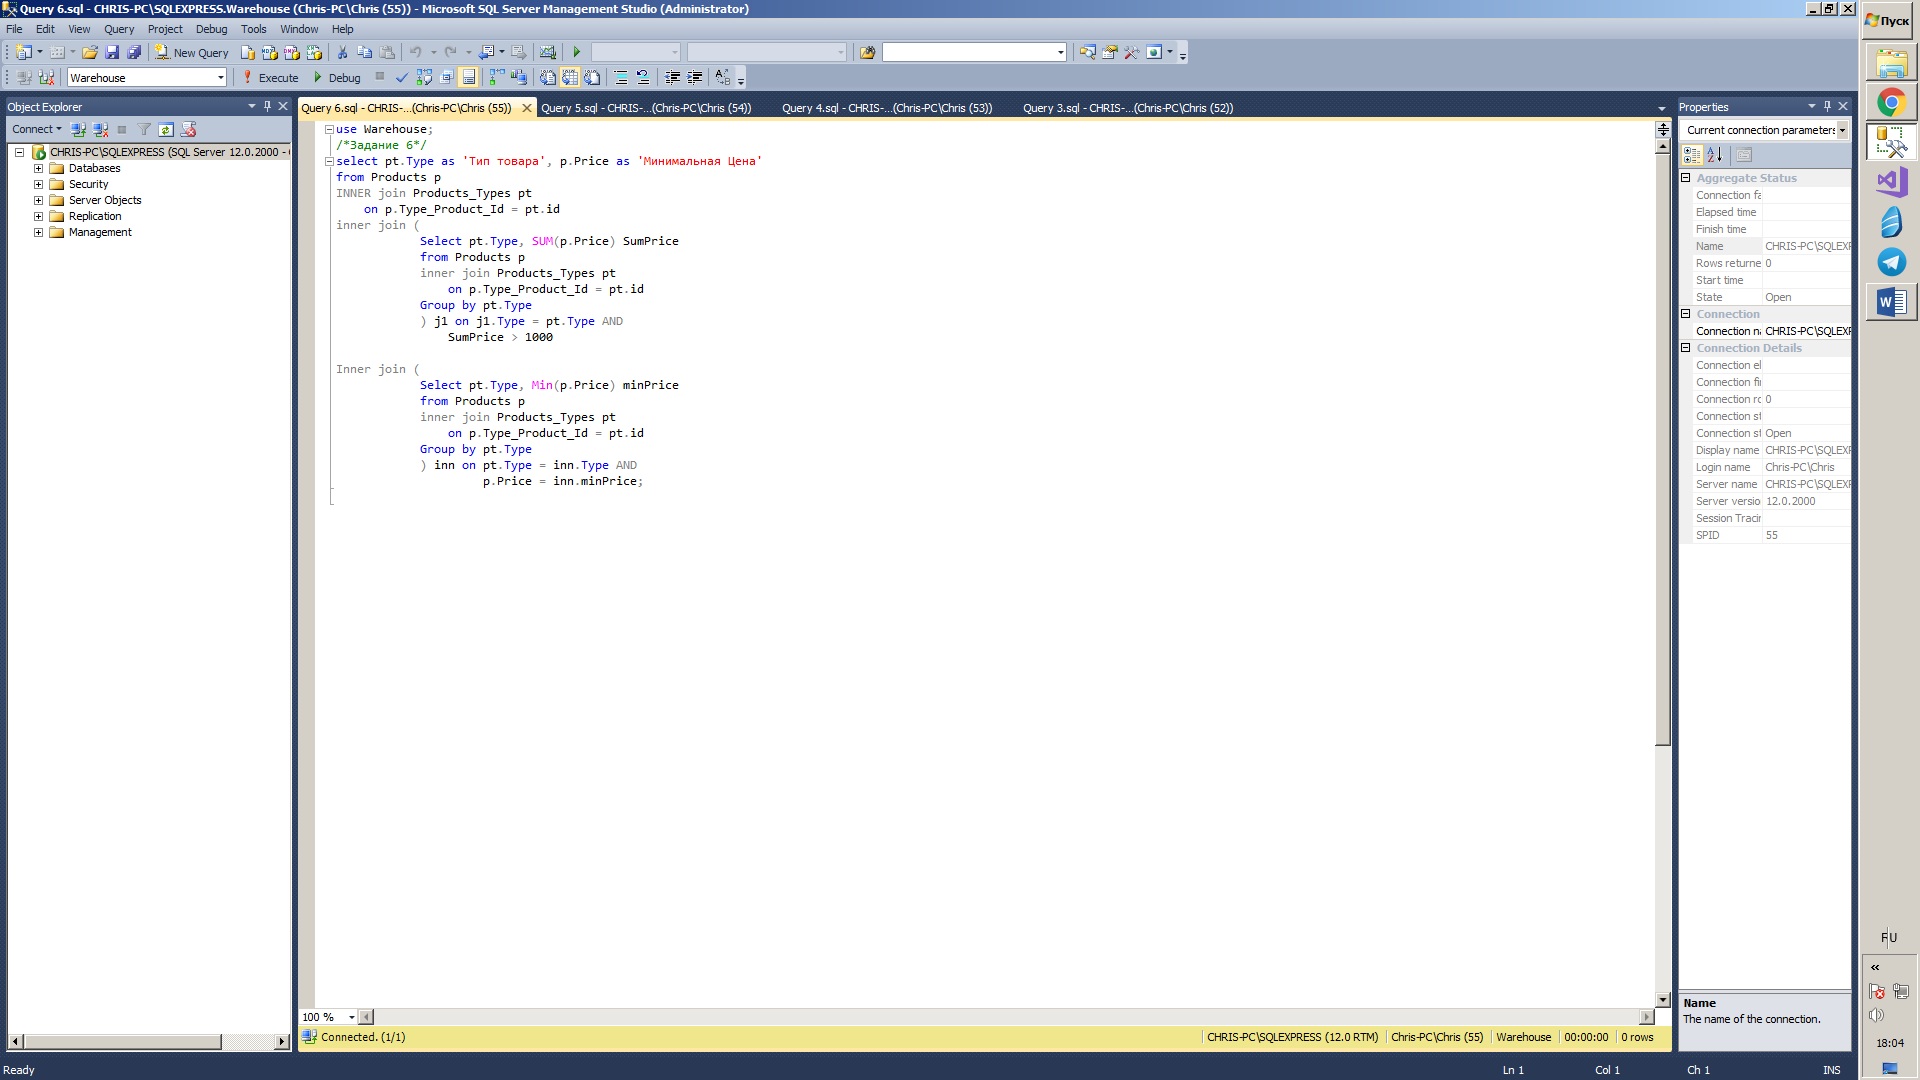 Query 6.sql - CHRIS-PC\SQLEXPRESS.Warehouse (Chris-PC\Chris (55)) - Microsoft SQL Server Management Studio (Administrator)
File Edit View Query Project Debug Tools Window Help
New Query
Warehouse Execute Debug
Object Explorer
Connect
CHRIS-PC\SQLEXPRESS (SQL Server 12.0.2000 -
Databases
Security
Server Objects
Replication
Management
Query 6.sql - CHRIS-...(Chris-PC\Chris (55)) Query 5.sql - CHRIS-...(Chris-PC\Chris (54)) Query 4.sql - CHRIS-...(Chris-PC\Chris (53)) Query 3.sql - CHRIS-...(Chris-PC\Chris (52))
use Warehouse;
/*Задание 6*/
select pt.Type as 'Тип товара', p.Price as 'Минимальная Цена'
from Products p
INNER join Products_Types pt
on p.Type_Product_Id = pt.id
inner join (
Select pt.Type, SUM(p.Price) SumPrice
from Products p
inner join Products_Types pt
on p.Type_Product_Id = pt.id
Group by pt.Type
) j1 on j1.Type = pt.Type AND
SumPrice > 1000
Inner join (
Select pt.Type, Min(p.Price) minPrice
from Products p
inner join Products_Types pt
on p.Type_Product_Id = pt.id
Group by pt.Type
) inn on pt.Type = inn.Type AND
p.Price = inn.minPrice;
100 %
Connected. (1/1) CHRIS-PC\SQLEXPRESS (12.0 RTM) Chris-PC\Chris (55) Warehouse 00:00:00 0 rows
Properties
Current connection parameters
Aggregate Status
Connection fa
Elapsed time
Finish time
Name CHRIS-PC\SQLEXP
Rows returne 0
Start time
State Open
Connection
Connection na CHRIS-PC\SQLEXP
Connection Details
Connection el
Connection fi
Connection ro 0
Connection st
Connection st Open
Display name CHRIS-PC\SQLEXP
Login name Chris-PC\Chris
Server name CHRIS-PC\SQLEXP
Server versio 12.0.2000
Session Tracin
SPID 55
Name
The name of the connection.
Ready Ln 1 Col 1 Ch 1 INS
Пуск
RU
18:04